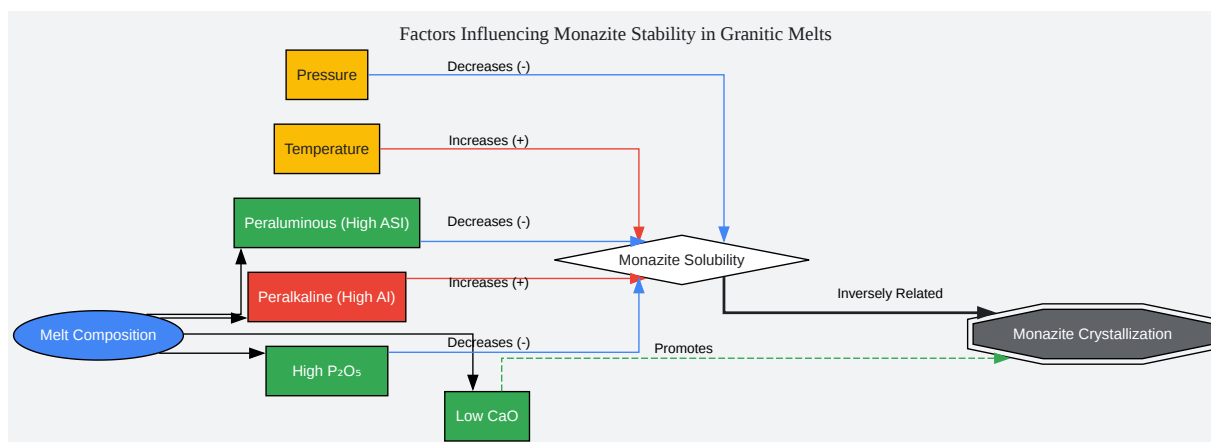 Factors Influencing Monazite Stability in Granitic Melts
Pressure
Decreases (-)
Temperature
Increases (+)
Peraluminous (High ASI)
Decreases (-)
Monazite Solubility
Peralkaline (High AI)
Increases (+)
Inversely Related
Melt Composition
Monazite Crystallization
Decreases (-)
Promotes
High P₂O₅
Low CaO